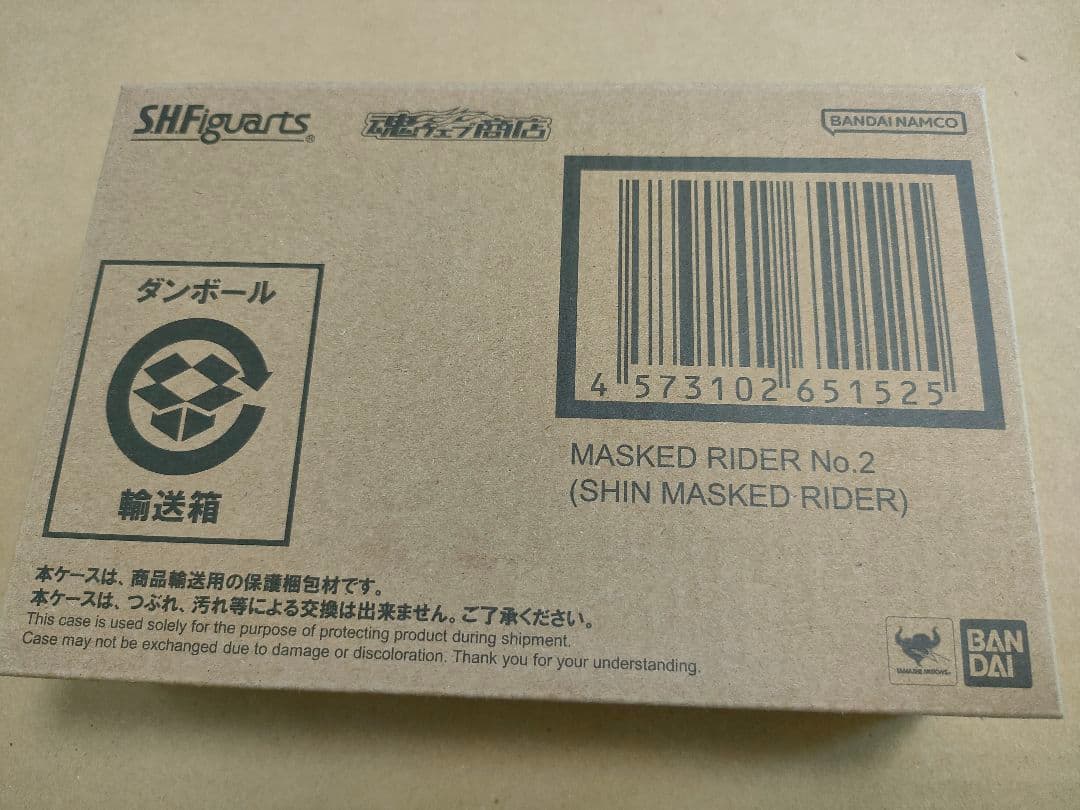 S.H.Figuarts®
魂ウェブ商店
BANDAI NAMCO
4 573102 651525
MASKED RIDER No.2
(SHIN MASKED RIDER)
ダンボール
輸送箱
本ケースは、商品輸送用の保護梱包材です。
本ケースは、つぶれ、汚れ等による交換は出来ません。ご了承ください。
This case is used solely for the purpose of protecting product during shipment.
Case may not be exchanged due to damage or discoloration. Thank you for your understanding.
TAMASHII NATIONS
BAN
DAI